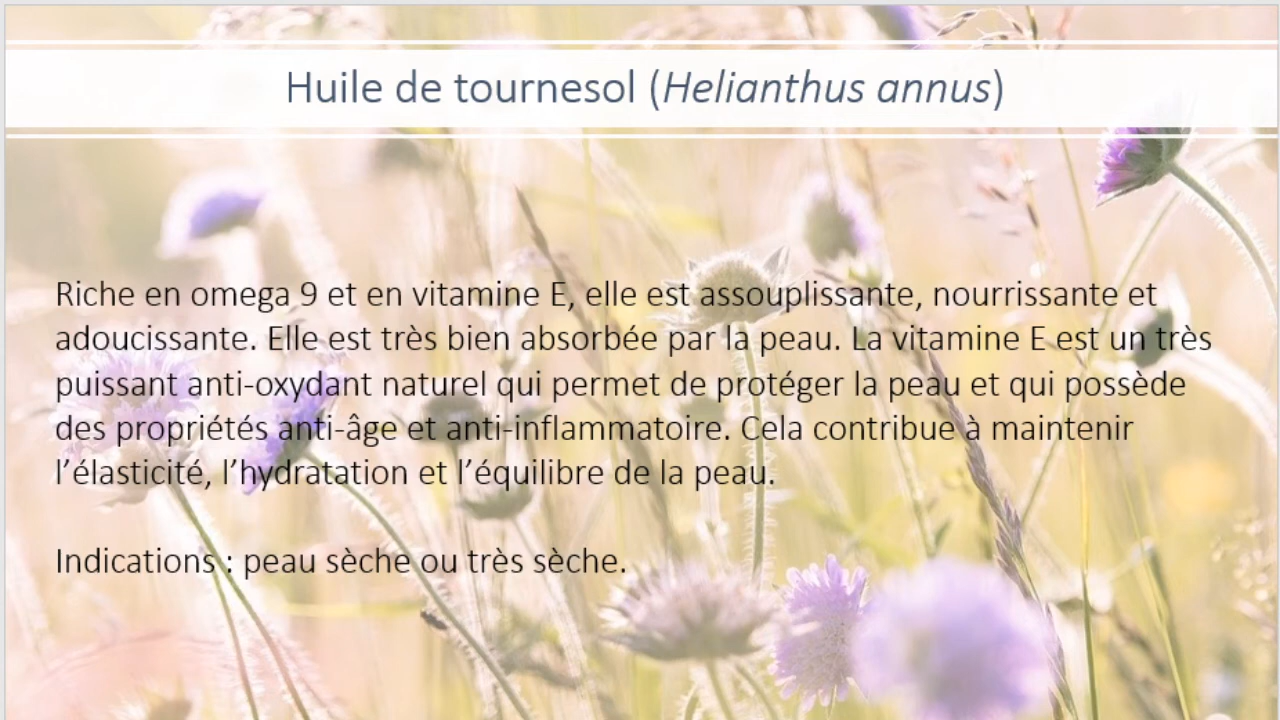 Huile de tournesol (Helianthus annus)
Riche en omega 9 et en vitamine E, elle est assouplissante, nourrissante et
adoucissante. Elle est très bien absorbée par la peau. La vitamine E est un très
puissant anti-oxydant naturel qui permet de protéger la peau et qui possède
des propriétés anti-âge et anti-inflammatoire. Cela contribue à maintenir
l’élasticité, l’hydratation et l’équilibre de la peau.
Indications : peau sèche ou très sèche.